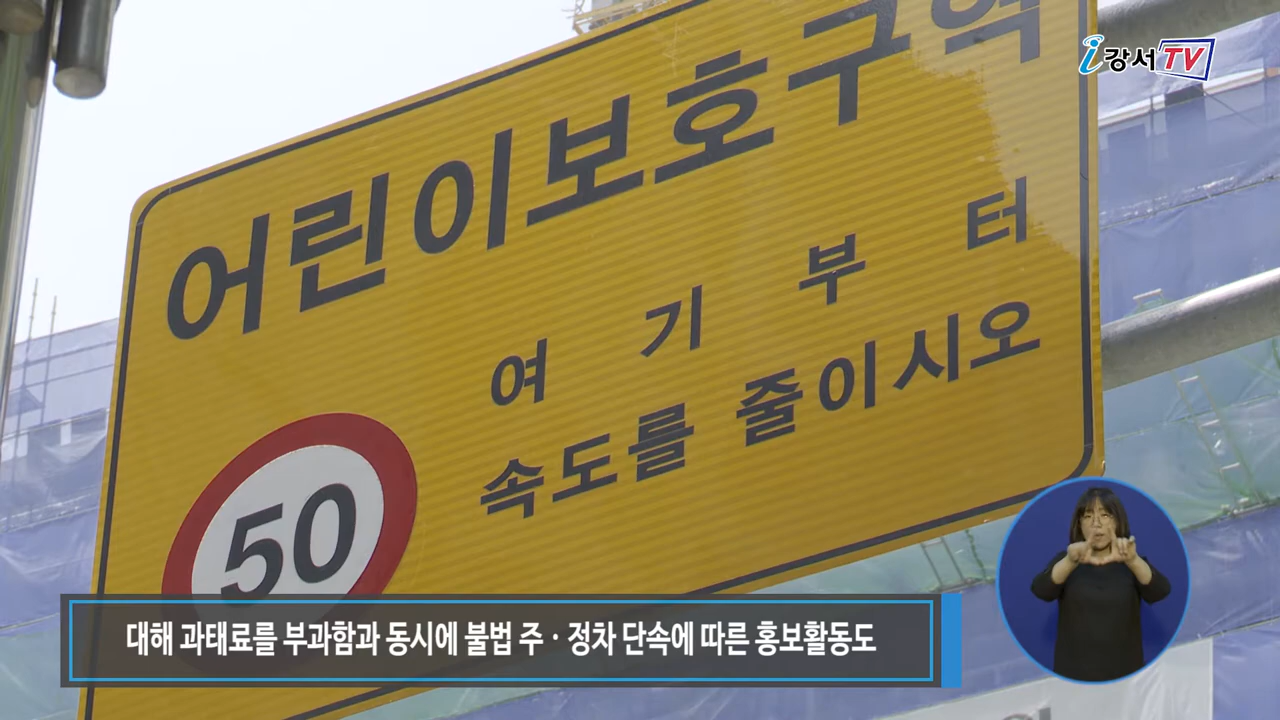 i강서TV
어린이보호구역
여기부터
속도를 줄이시오
50
대해 과태료를 부과함과 동시에 불법 주·정차 단속에 따른 홍보활동도